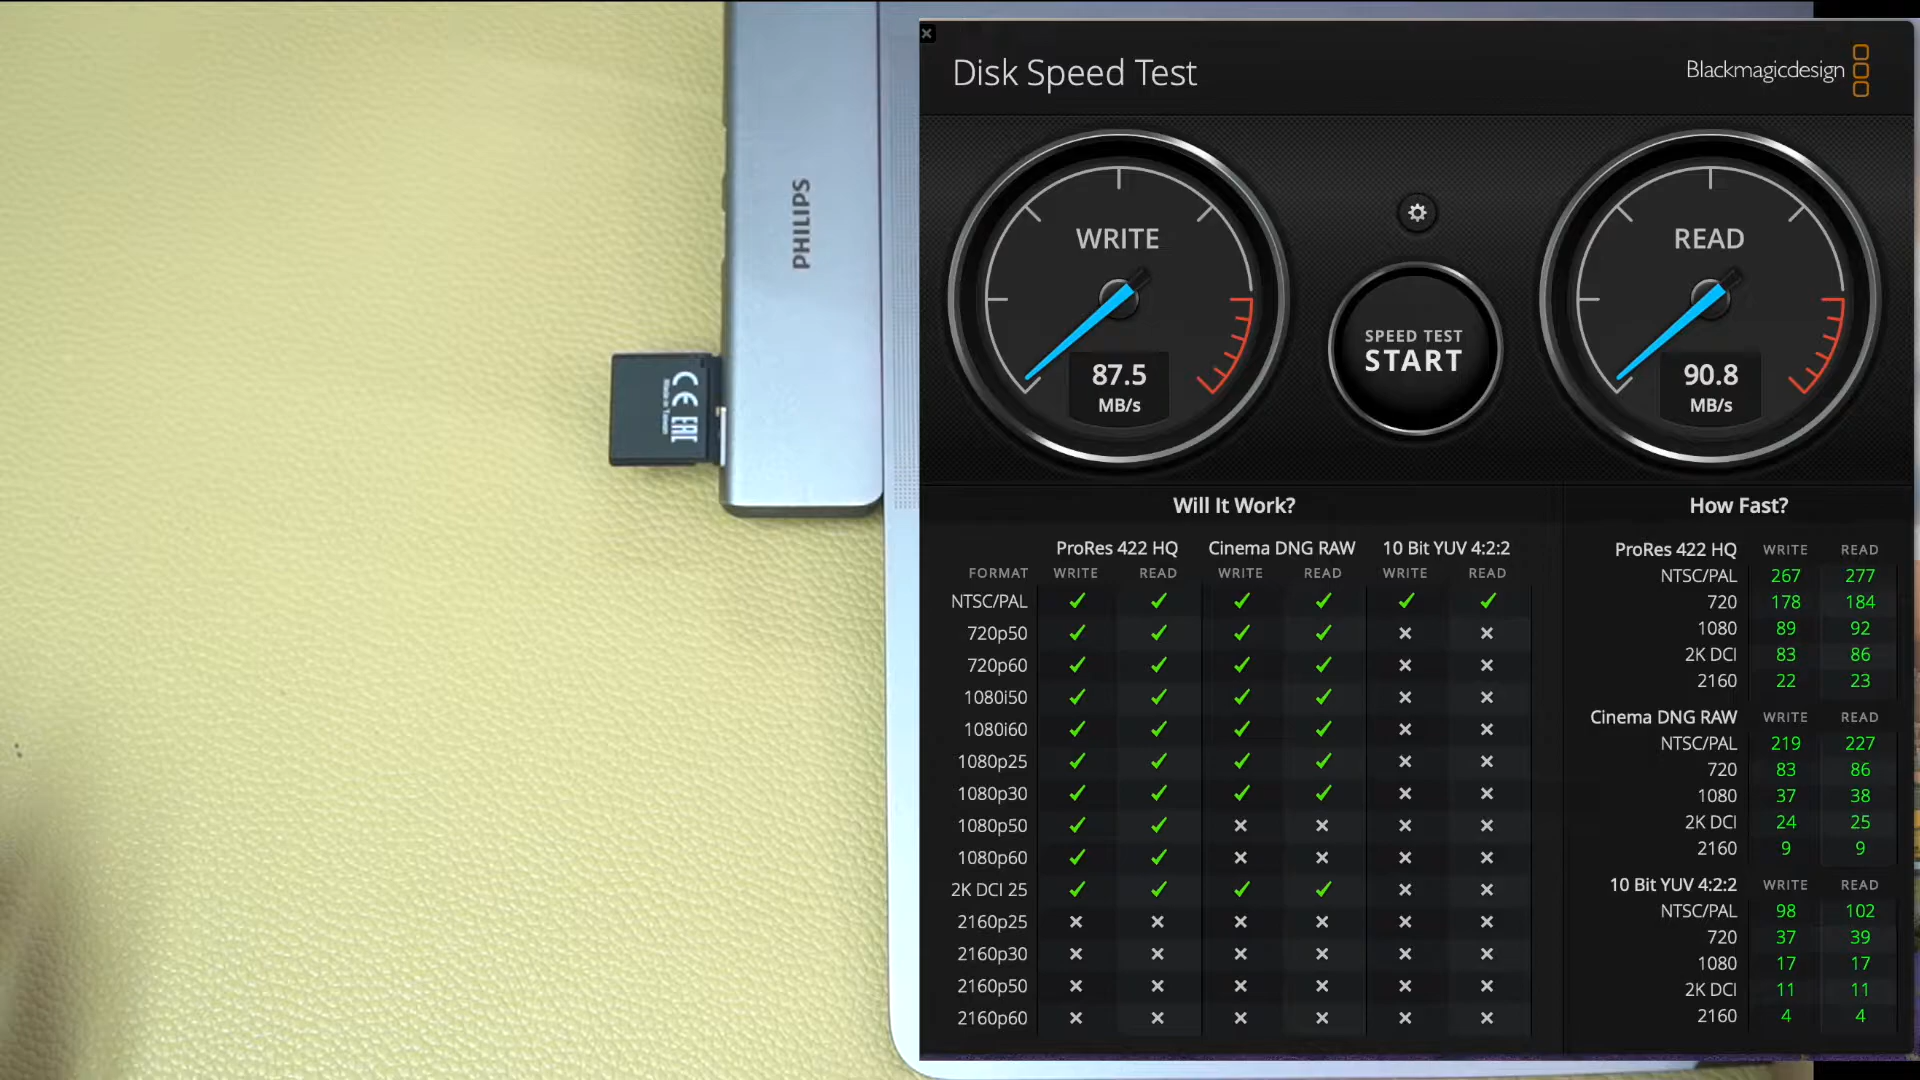 PHILIPS
CE EAC
Made in Taiwan
Disk Speed Test
Blackmagicdesign
WRITE
87.5
MB/s
SPEED TEST
START
READ
90.8
MB/s
Will It Work?
ProRes 422 HQ Cinema DNG RAW 10 Bit YUV 4:2:2
FORMAT WRITE READ WRITE READ WRITE READ
NTSC/PAL ✓ ✓ ✓ ✓ ✓ ✓
720p50 ✓ ✓ ✓ ✓ × ×
720p60 ✓ ✓ ✓ ✓ × ×
1080i50 ✓ ✓ ✓ ✓ × ×
1080i60 ✓ ✓ ✓ ✓ × ×
1080p25 ✓ ✓ ✓ ✓ × ×
1080p30 ✓ ✓ ✓ ✓ × ×
1080p50 ✓ ✓ × × × ×
1080p60 ✓ ✓ × × × ×
2K DCI 25 ✓ ✓ ✓ ✓ × ×
2160p25 × × × × × ×
2160p30 × × × × × ×
2160p50 × × × × × ×
2160p60 × × × × × ×
How Fast?
ProRes 422 HQ WRITE READ
NTSC/PAL 267 277
720 178 184
1080 89 92
2K DCI 83 86
2160 22 23
Cinema DNG RAW WRITE READ
NTSC/PAL 219 227
720 83 86
1080 37 38
2K DCI 24 25
2160 9 9
10 Bit YUV 4:2:2 WRITE READ
NTSC/PAL 98 102
720 37 39
1080 17 17
2K DCI 11 11
2160 4 4